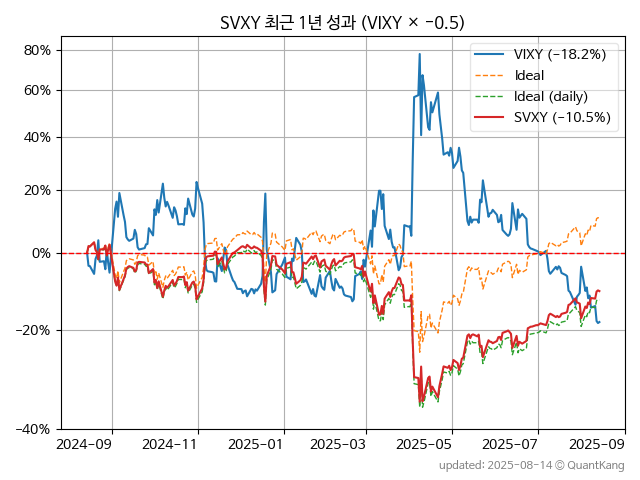 SVXY 최근 1년 성과 (VIXY × −0.5)
VIXY (−18.2%)
Ideal
Ideal (daily)
SVXY (−10.5%)
80%
60%
40%
20%
0%
−20%
−40%
2024-09
2024-11
2025-01
2025-03
2025-05
2025-07
2025-09
updated: 2025-08-14 © QuantKang